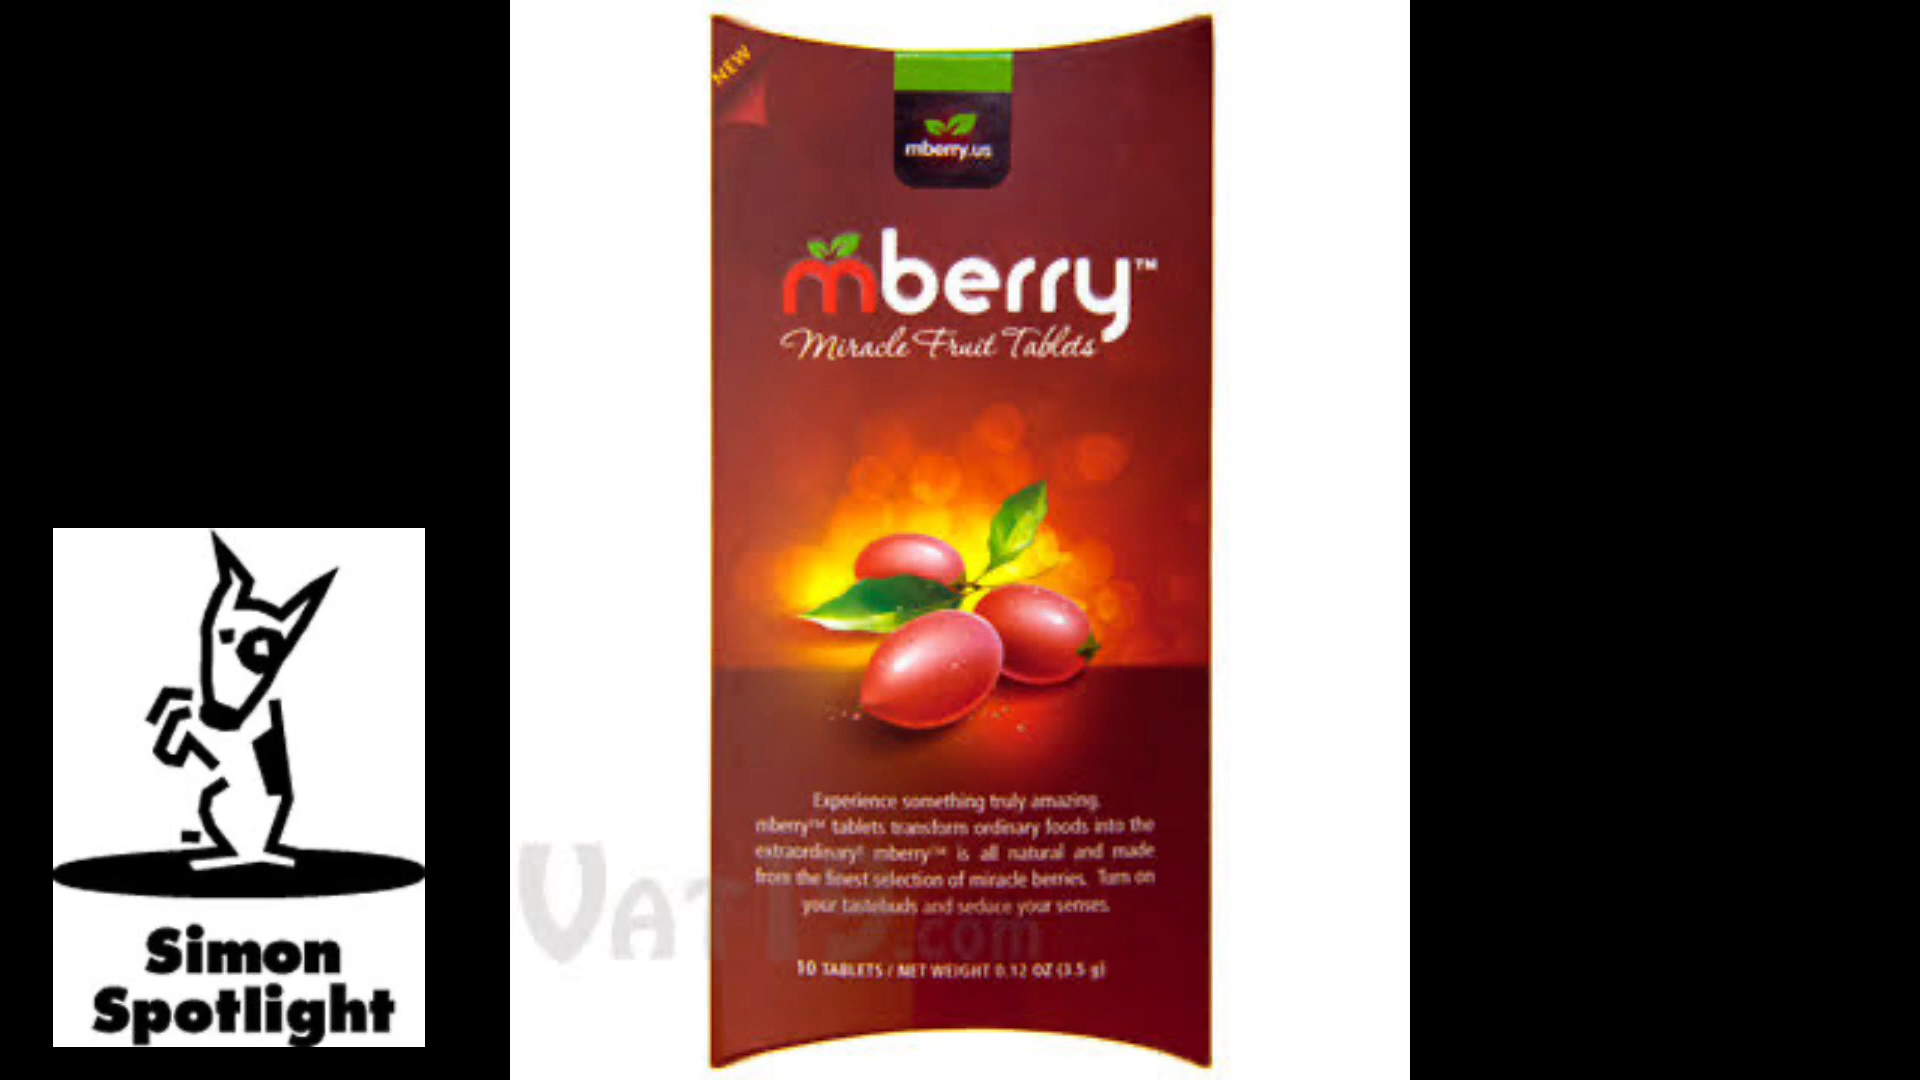 NEW
mberry.us
mberry™
Miracle Fruit Tablets
Experience something truly amazing.
mberry™ tablets transform ordinary foods into the
extraordinary! mberry™ is all natural and made
from the finest selection of miracle berries. Turn on
your tastebuds and seduce your senses.
10 TABLETS / NET WEIGHT 0.12 OZ (3.5 g)
VAT19.com
Simon
Spotlight